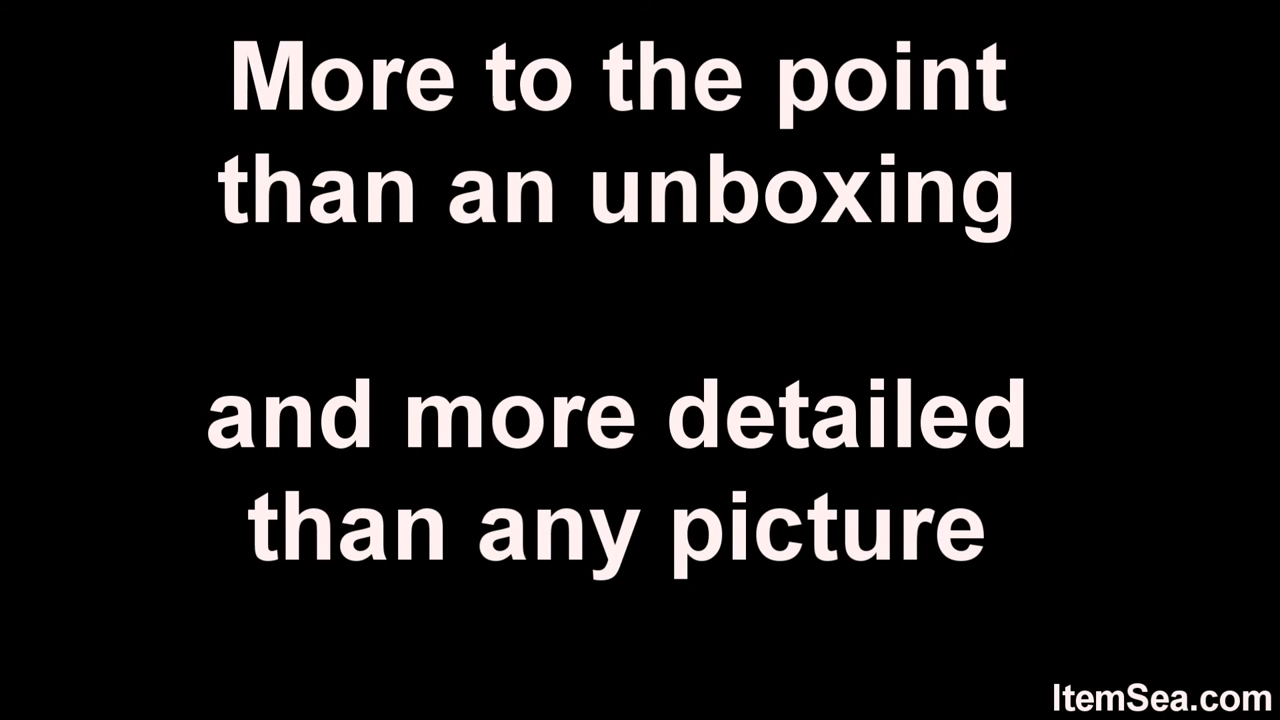 More to the point
than an unboxing
and more detailed
than any picture
ItemSea.com